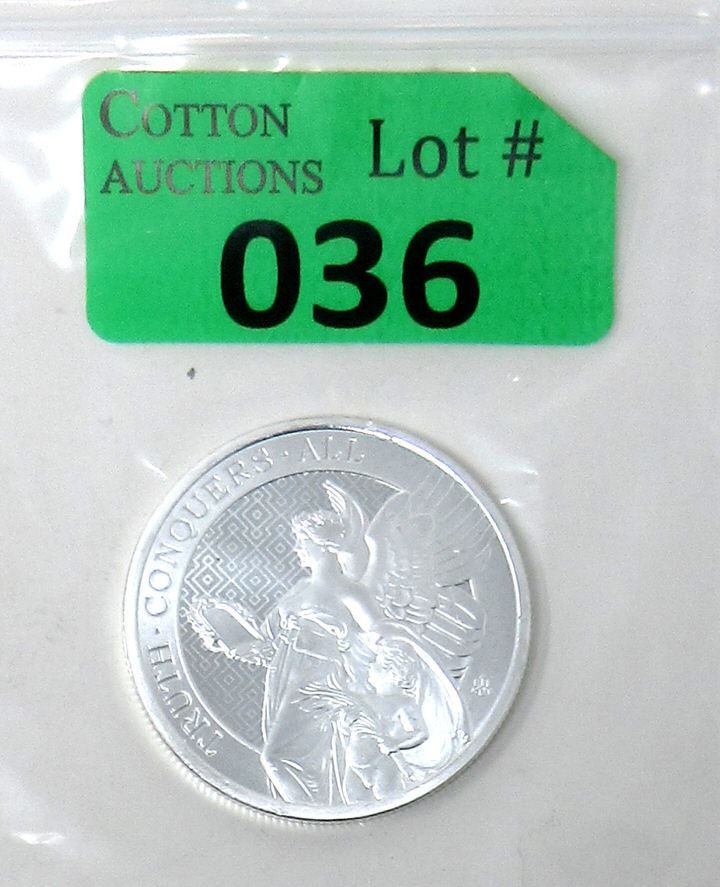 COTTON
AUCTIONS
Lot #
036
TRUTH · CONQUERS · ALL